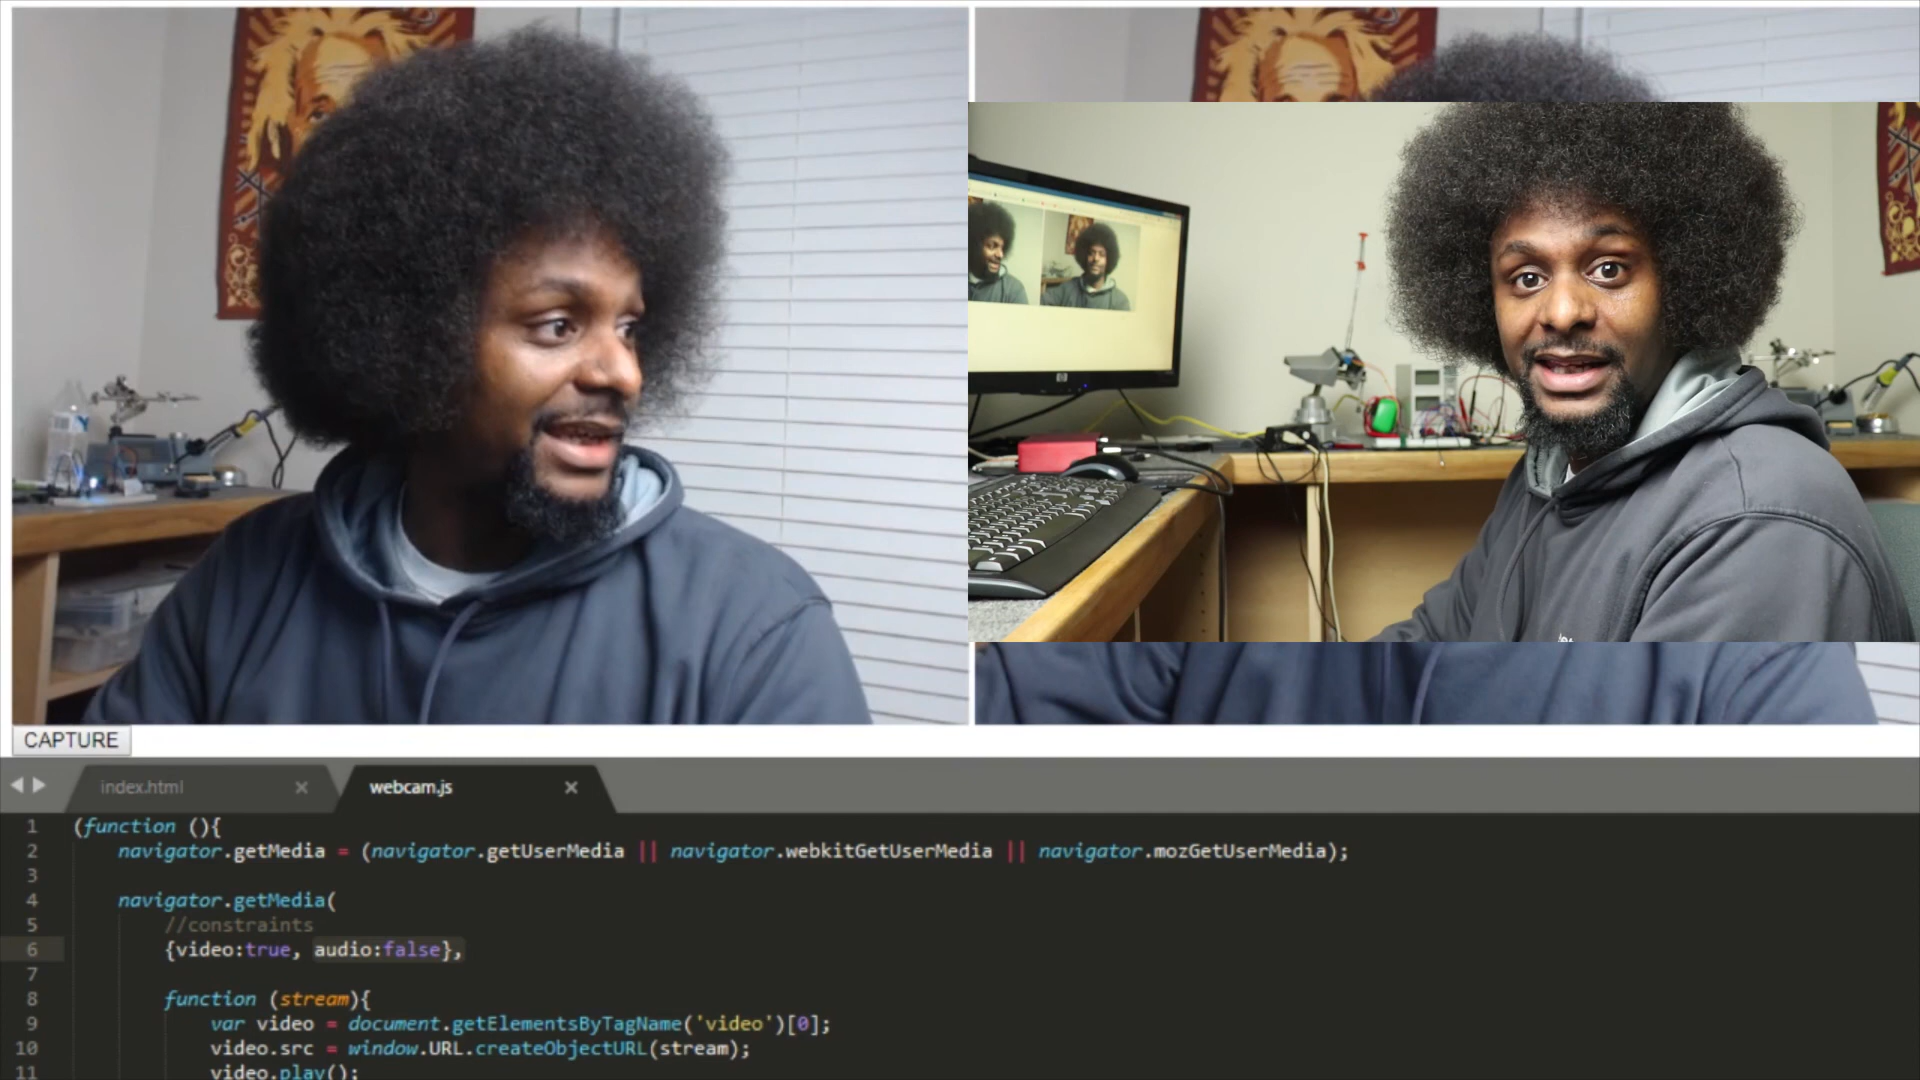 CAPTURE
index.html
webcam.js
1 (function (){
2 navigator.getMedia = (navigator.getUserMedia || navigator.webkitGetUserMedia || navigator.mozGetUserMedia);
3
4 navigator.getMedia(
5 //constraints
6 {video:true, audio:false},
7
8 function (stream){
9 var video = document.getElementsByTagName('video')[0];
10 video.src = window.URL.createObjectURL(stream);
11 video.play();